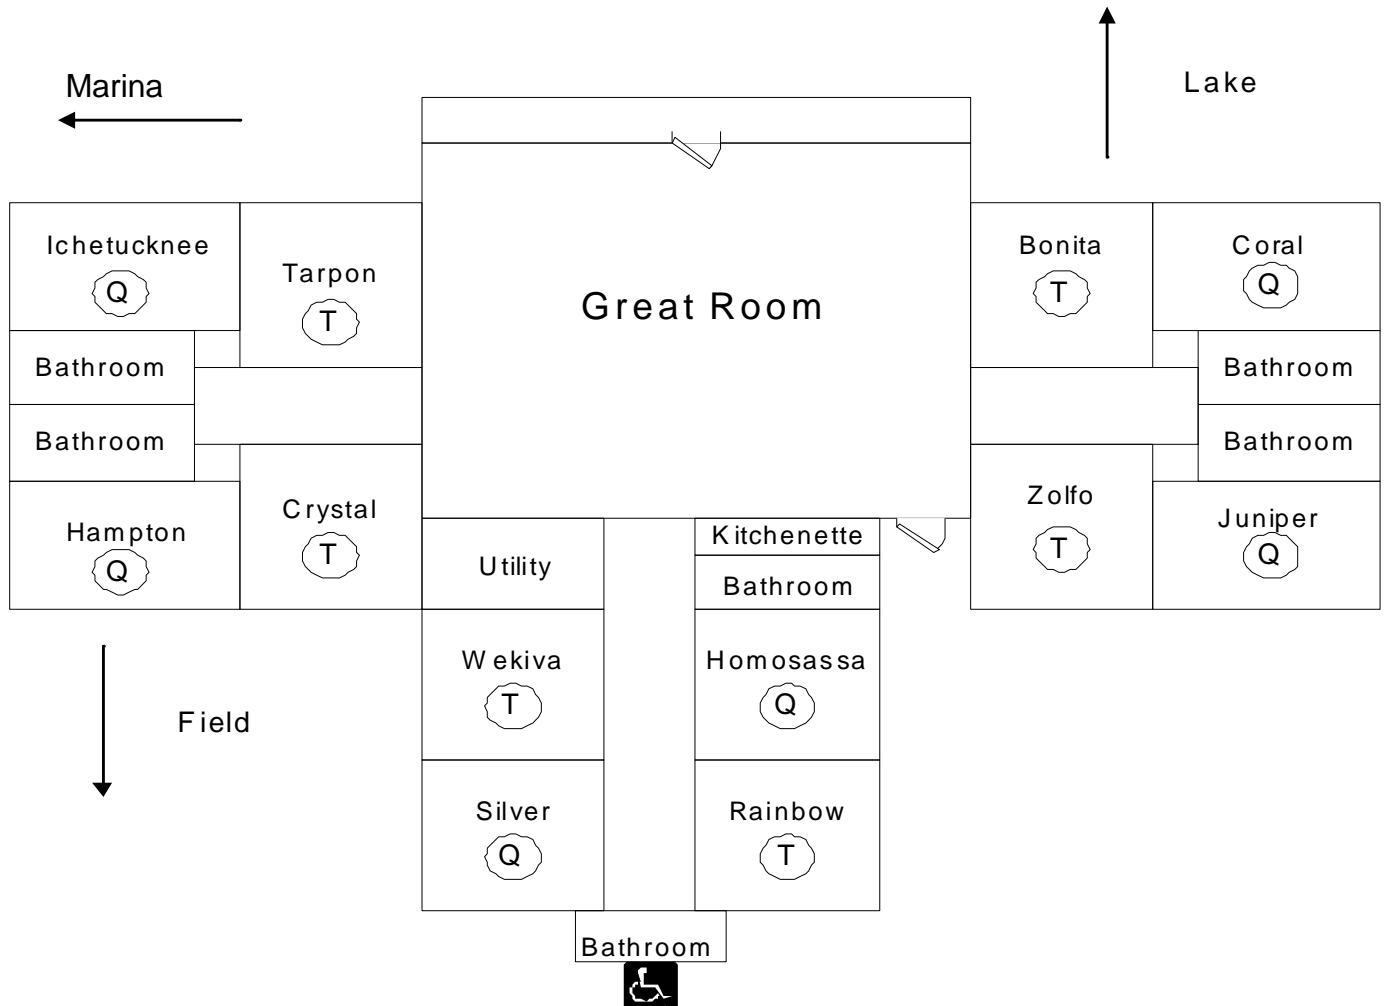 Marina
Lake
Ichetucknee
Q
Tarpon
T
Great Room
Bonita
T
Coral
Q
Bathroom
Bathroom
Bathroom
Bathroom
Hampton
Q
Crystal
T
Zolfo
T
Juniper
Q
Utility
Kitchenette
Bathroom
Wekiva
T
Homosassa
Q
Field
Silver
Q
Rainbow
T
Bathroom